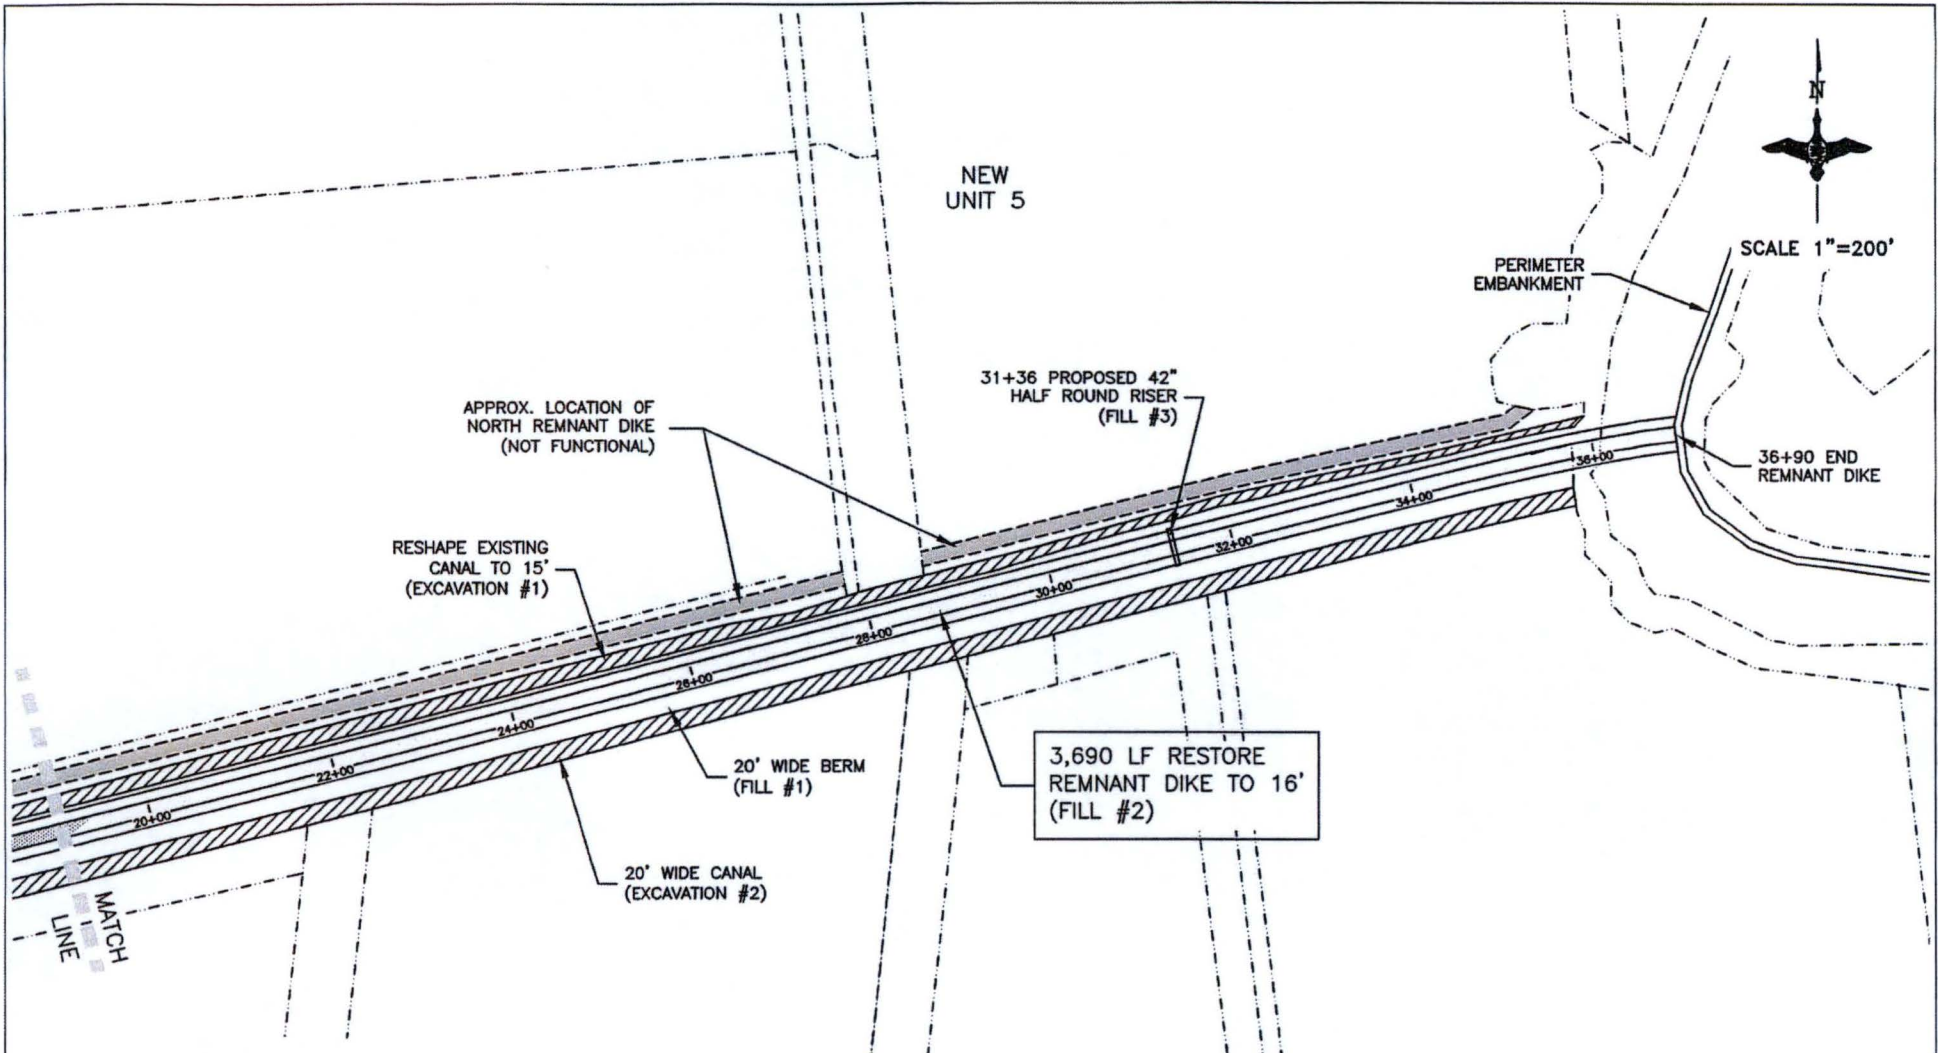 N
SCALE 1"=200'
NEW
UNIT 5
PERIMETER
EMBANKMENT
31+36 PROPOSED 42"
HALF ROUND RISER
(FILL #3)
APPROX. LOCATION OF
NORTH REMNANT DIKE
(NOT FUNCTIONAL)
36+90 END
REMNANT DIKE
RESHAPE EXISTING
CANAL TO 15'
(EXCAVATION #1)
20+00
22+00
24+00
26+00
28+00
30+00
32+00
34+00
36+00
20' WIDE BERM
(FILL #1)
3,690 LF RESTORE
REMNANT DIKE TO 16'
(FILL #2)
20' WIDE CANAL
(EXCAVATION #2)
MATCH
LINE